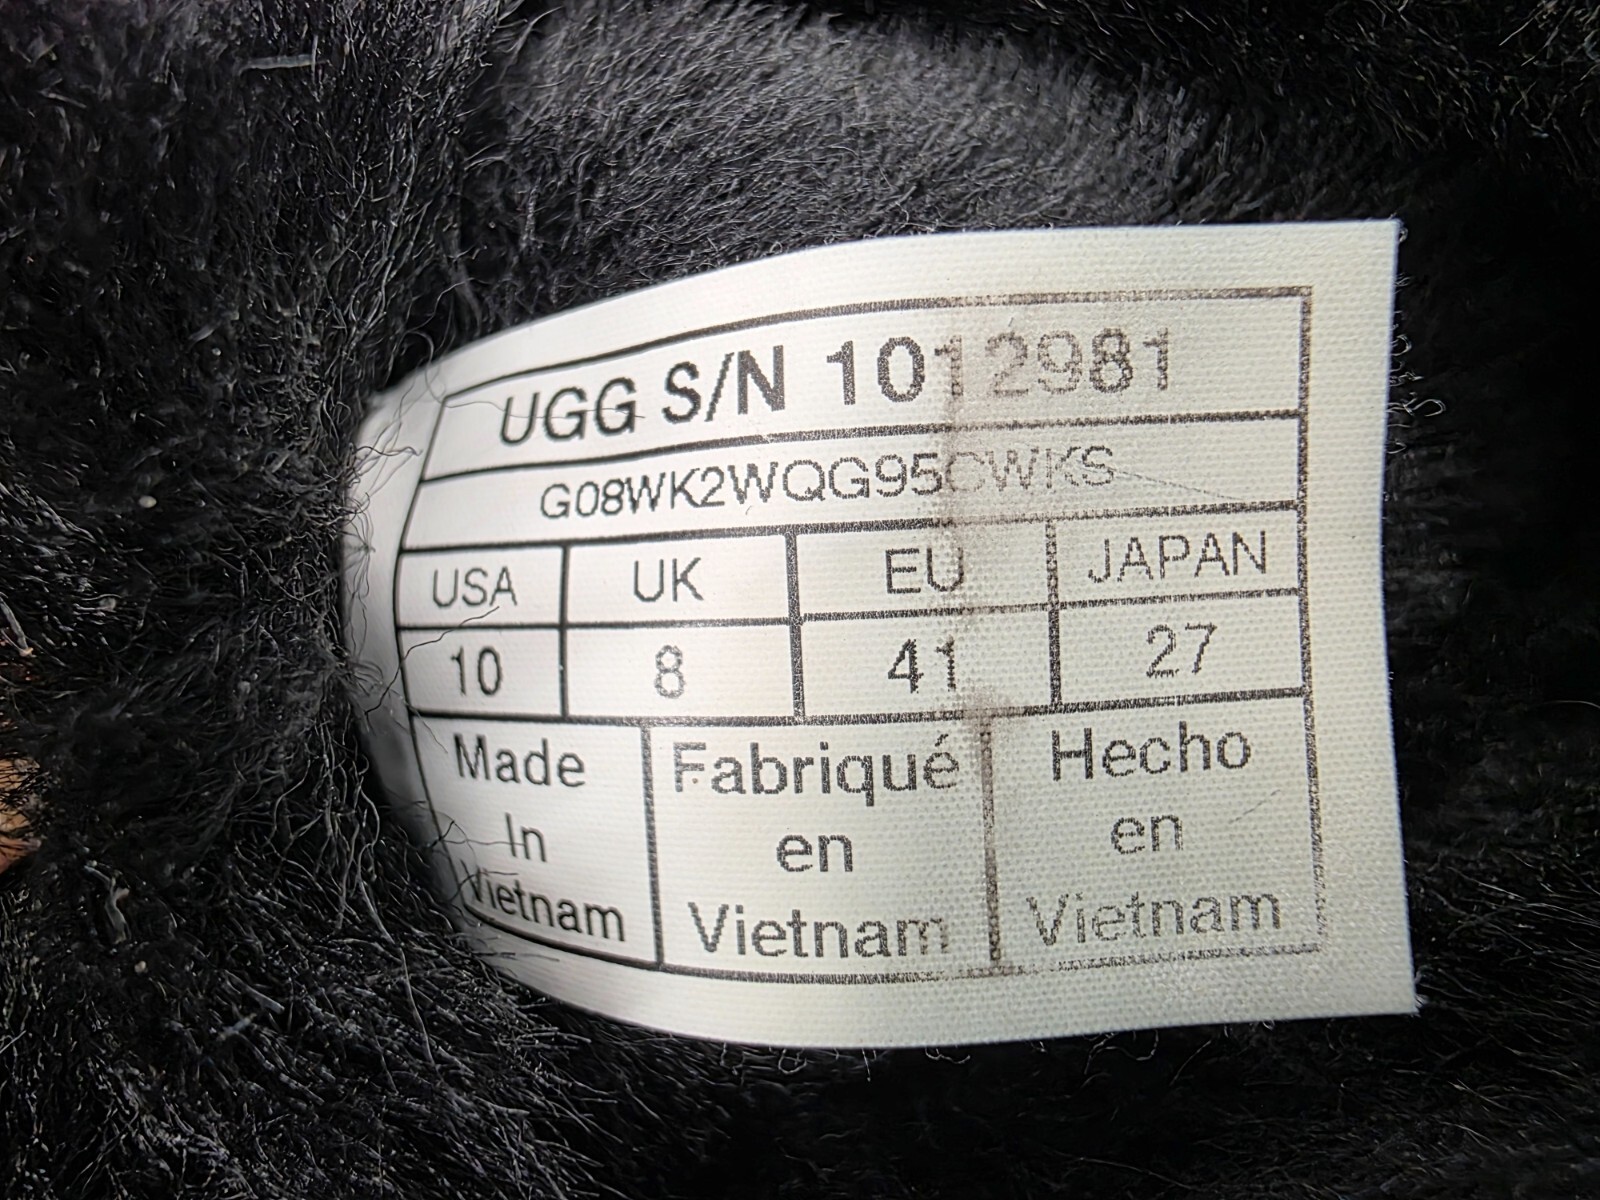 UGG S/N 1012981
G08WK2WQG95CWKS
USA UK EU JAPAN
10 8 41 27
Made
In
Vietnam
Fabriqué
en
Vietnam
Hecho
en
Vietnam